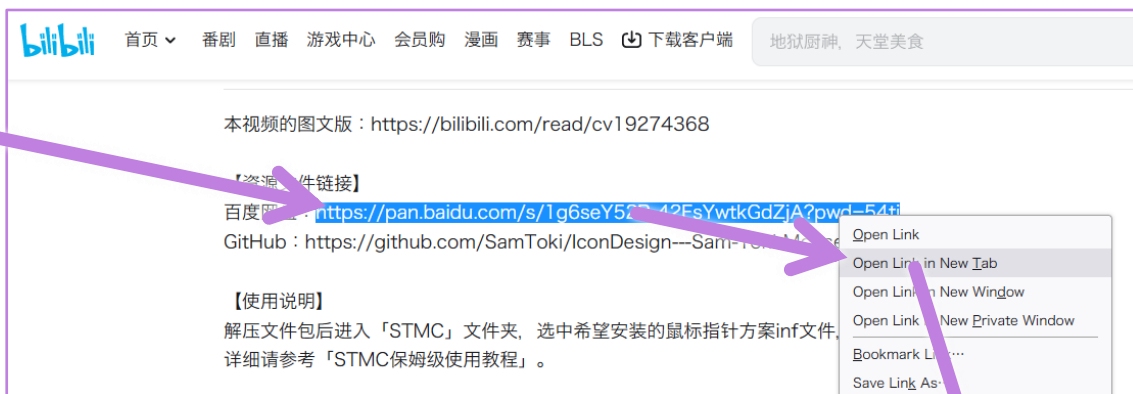 bilibili 首页 番剧 直播 游戏中心 会员购 漫画 赛事 BLS 下载客户端 地狱厨神，天堂美食
本视频的图文版：https://bilibili.com/read/cv19274368
【资源文件链接】
百度网盘：https://pan.baidu.com/s/
GitHub：https://github.com/SamToki/IconDesign---Sam-Toki-
【使用说明】
解压文件包后进入「STMC」文件夹，选中希望安装的鼠标指针方案inf文件，
详细请参考「STMC保姆级使用教程」。
Open Link
Open Link in New Tab
Open Link in New Window
Open Link in New Private Window
Bookmark Link…
Save Link As…